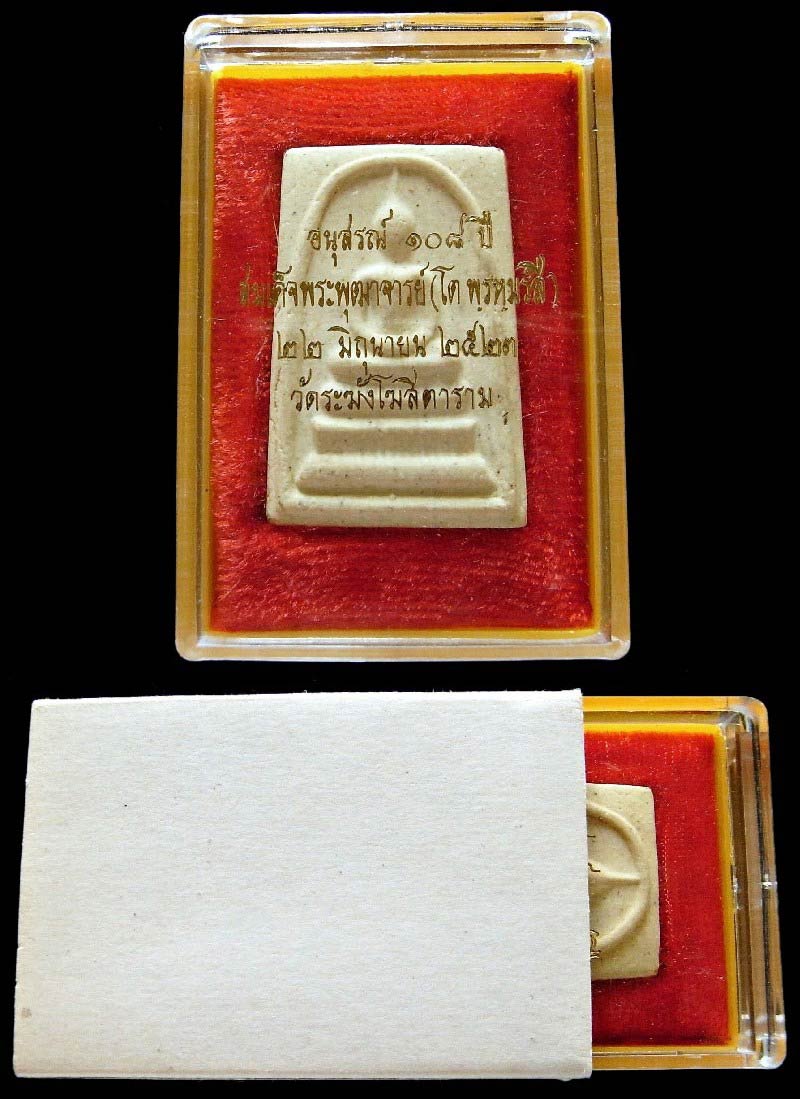 อนุสรณ์ ๑๐๘ ปี
สมเด็จพระพุฒาจารย์ (โต พรหมรังสี)
๒๒ มิถุนายน ๒๕๒๓
วัดระฆังโฆสิตาราม